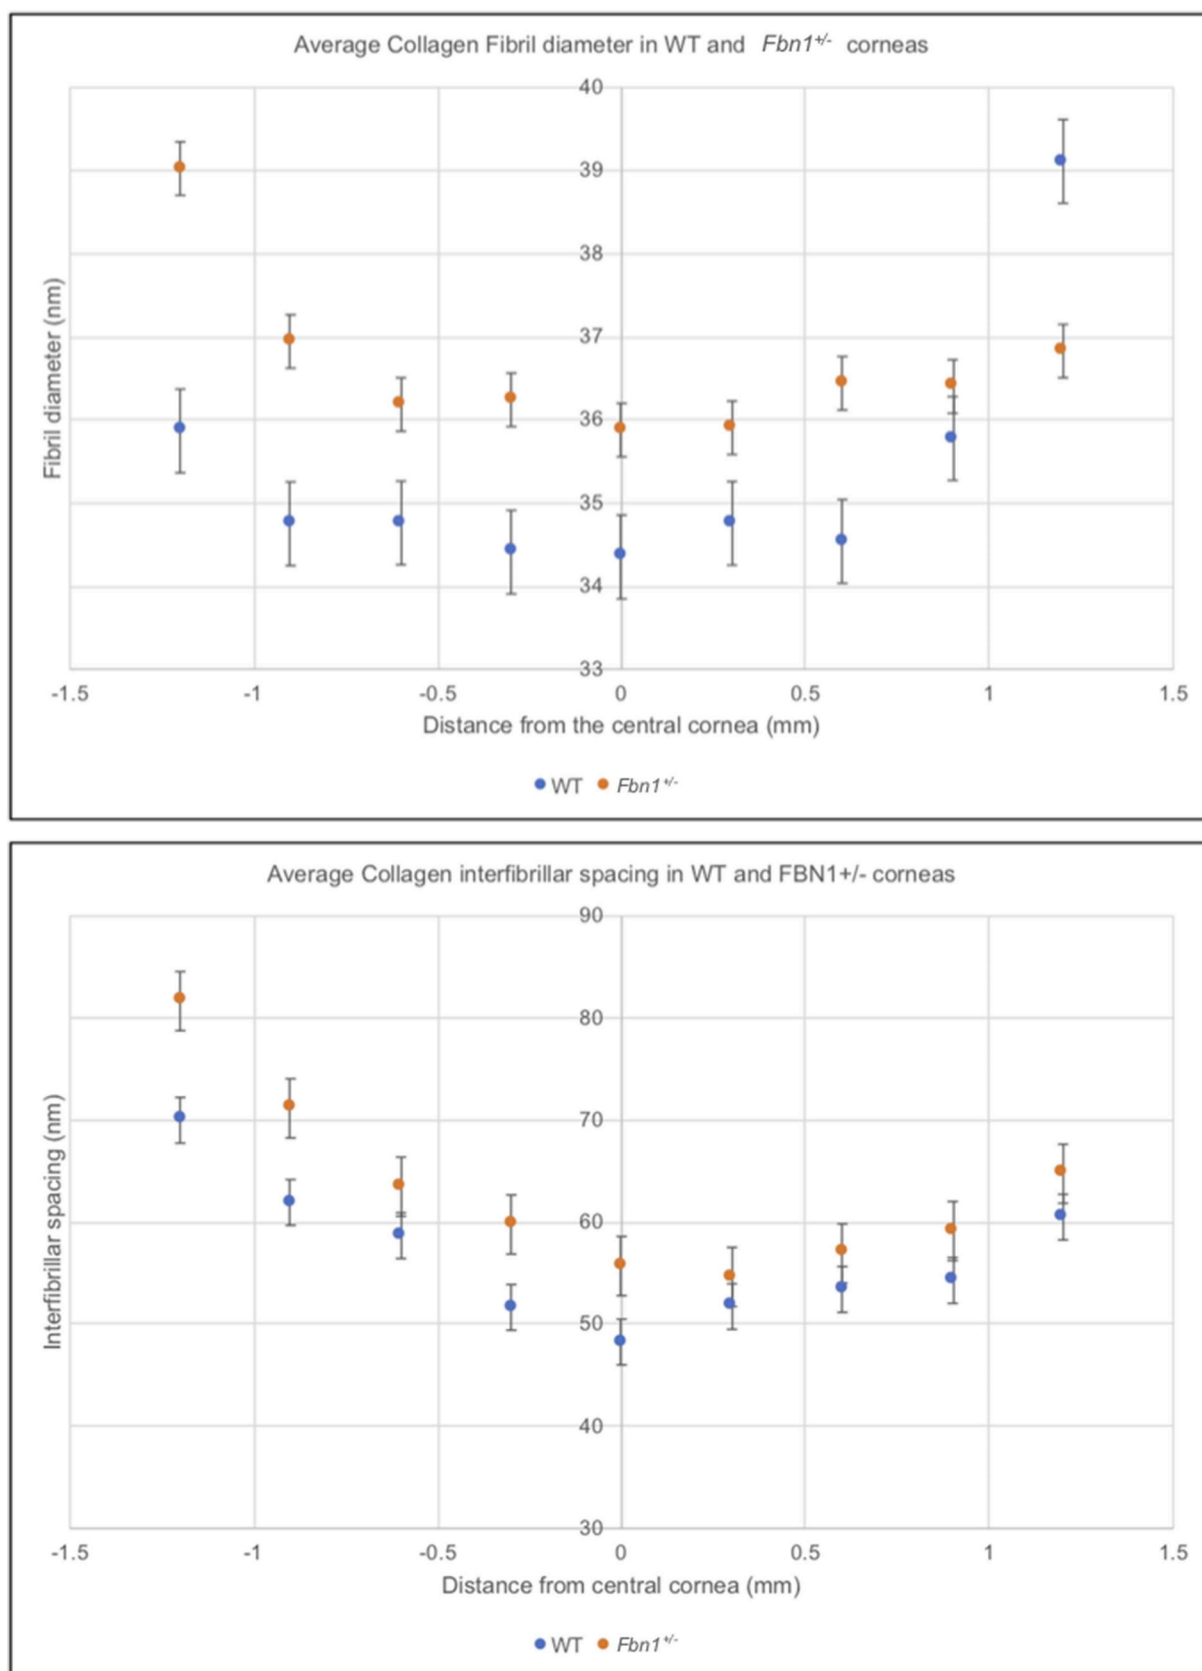 Average Collagen Fibril diameter in WT and Fbn1+/- corneas
40
39
38
37
36
35
34
33
Fibril diameter (nm)
-1.5 -1 -0.5 0 0.5 1 1.5
Distance from the central cornea (mm)
WT Fbn1+/-
Average Collagen interfibrillar spacing in WT and FBN1+/- corneas
90
80
70
60
50
40
30
Interfibrillar spacing (nm)
-1.5 -1 -0.5 0 0.5 1 1.5
Distance from central cornea (mm)
WT Fbn1+/-